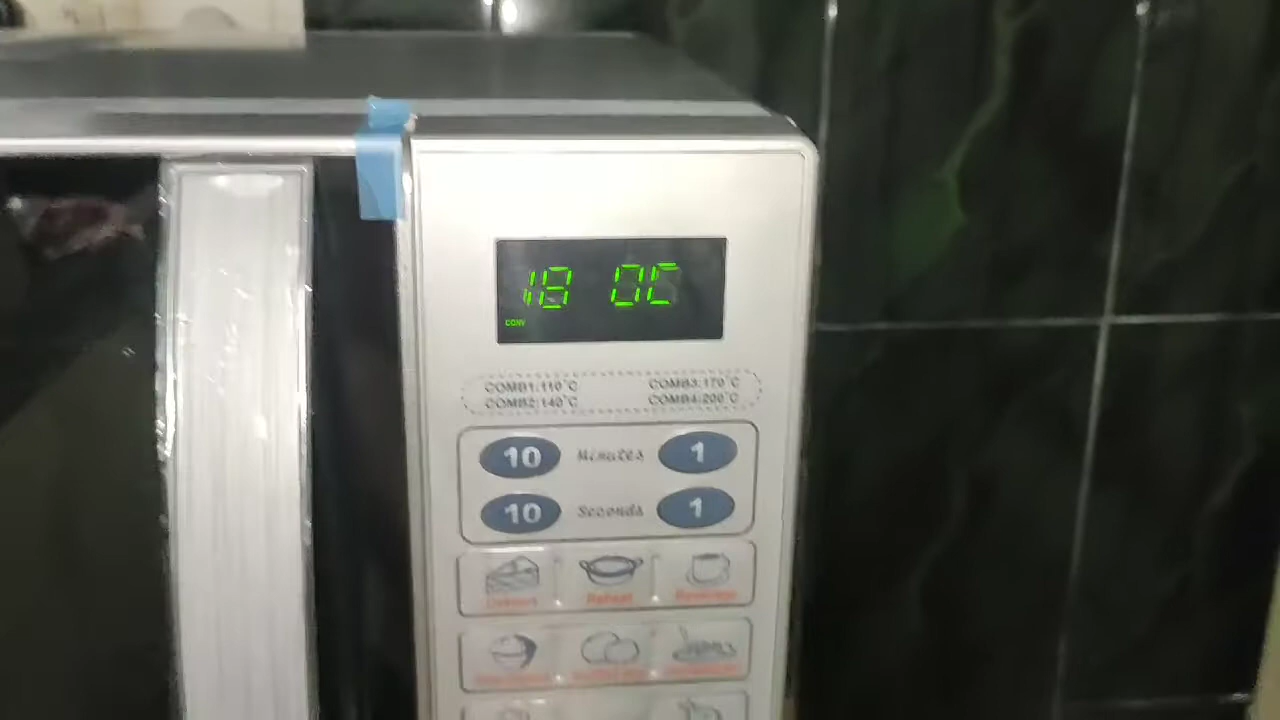 18 0C
CONV
COMB1:110°C COMB3:170°C
COMB2:140°C COMB4:200°C
10 Minutes 1
10 Seconds 1
Reheat